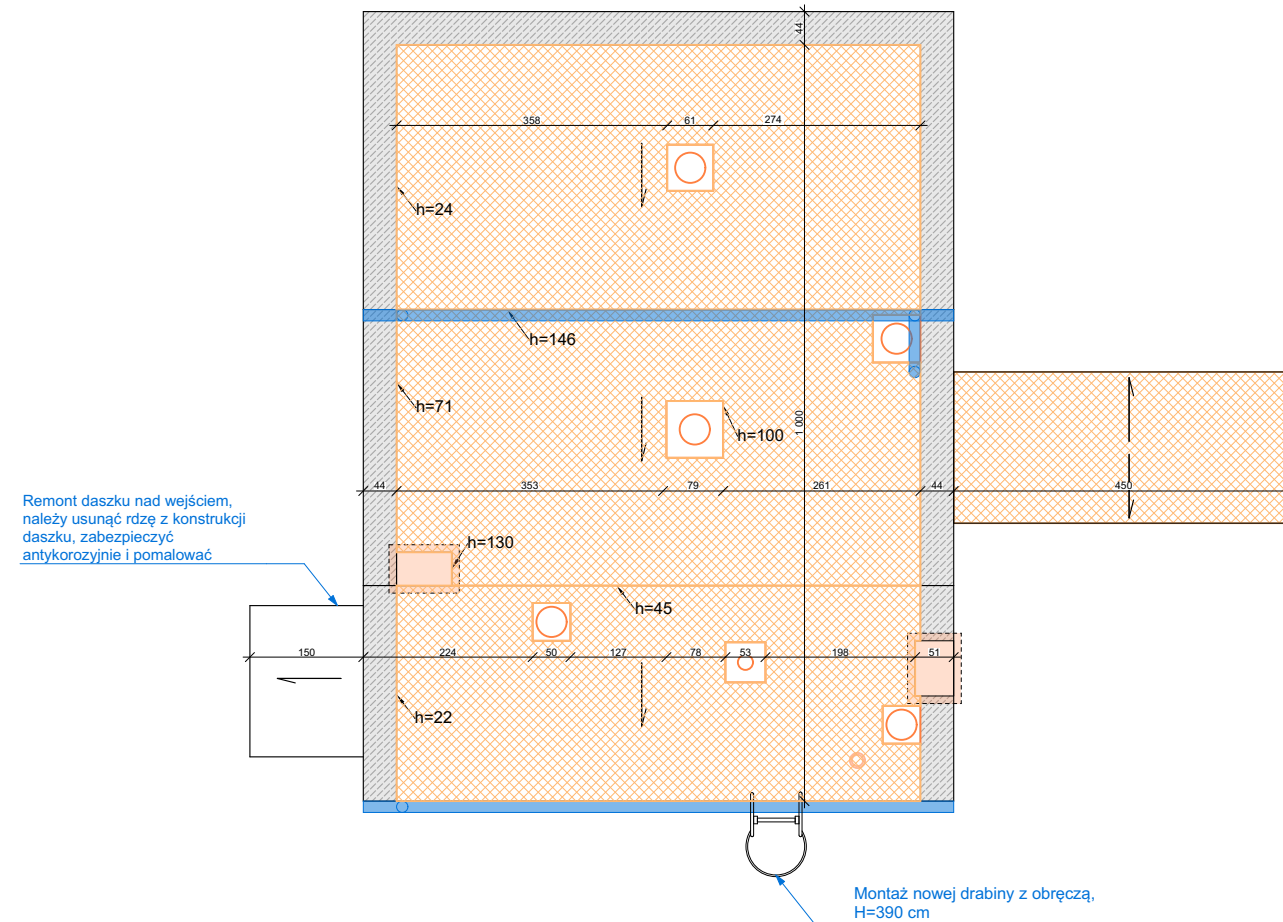 44
358 61 274
h=24
h=146
h=71
h=100
1 000
44 353 79 261 44 450
Remont daszku nad wejściem,
należy usunąć rdzę z konstrukcji
daszku, zabezpieczyć
antykorozyjnie i pomalować
h=130
h=45
150 224 50 127 78 53 198 51
h=22
Montaż nowej drabiny z obręczą,
H=390 cm